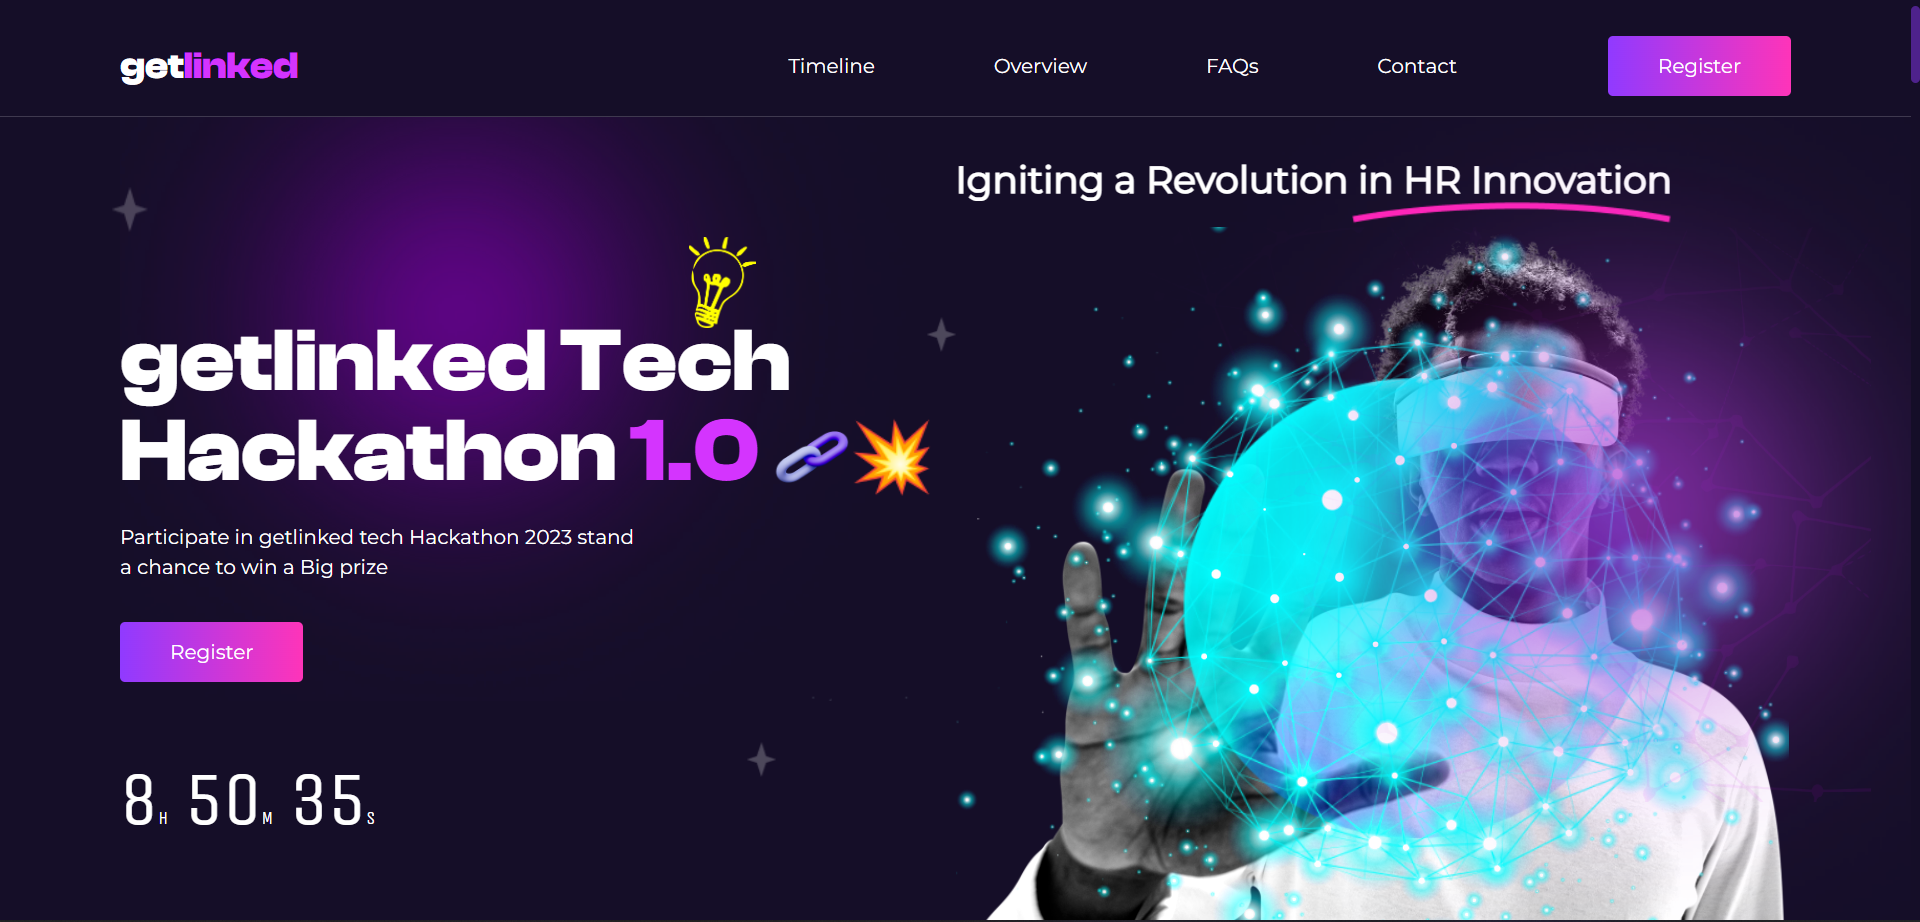 getlinked
Timeline
Overview
FAQs
Contact
Register
Igniting a Revolution in HR Innovation
getlinked Tech
Hackathon 1.0
Participate in getlinked tech Hackathon 2023 stand
a chance to win a Big prize
Register
8H 50M 35S